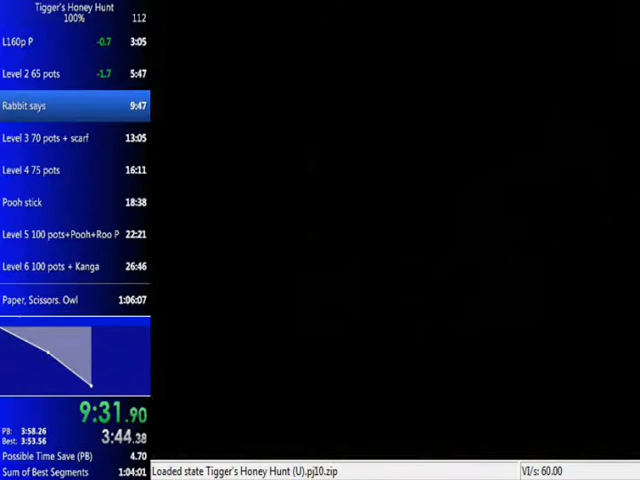 Tigger's Honey Hunt
100% 112
L160p P -0.7 3:05
Level 2 65 pots -1.7 5:47
Rabbit says 9:47
Level 3 70 pots + scarf 13:05
Level 4 75 pots 16:11
Pooh stick 18:38
Level 5 100 pots+Pooh+Roo P 22:21
Level 6 100 pots + Kanga 26:46
Paper, Scissors. Owl 1:06:07
9:31.90
PB: 3:58.26
Best: 3:53.56
3:44.38
Possible Time Save (PB) 4.70
Sum of Best Segments 1:04:01
Loaded state Tigger's Honey Hunt (U).pj10.zip VI/s: 60.00